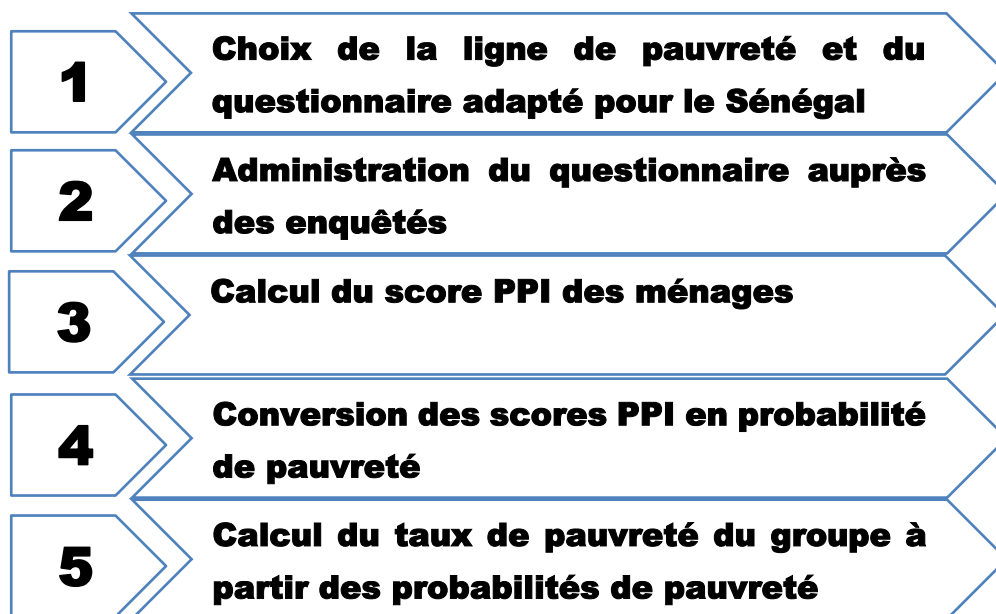 1
Choix de la ligne de pauvreté et du
questionnaire adapté pour le Sénégal
2
Administration du questionnaire auprès
des enquêtés
3
Calcul du score PPI des ménages
4
Conversion des scores PPI en probabilité
de pauvreté
5
Calcul du taux de pauvreté du groupe à
partir des probabilités de pauvreté